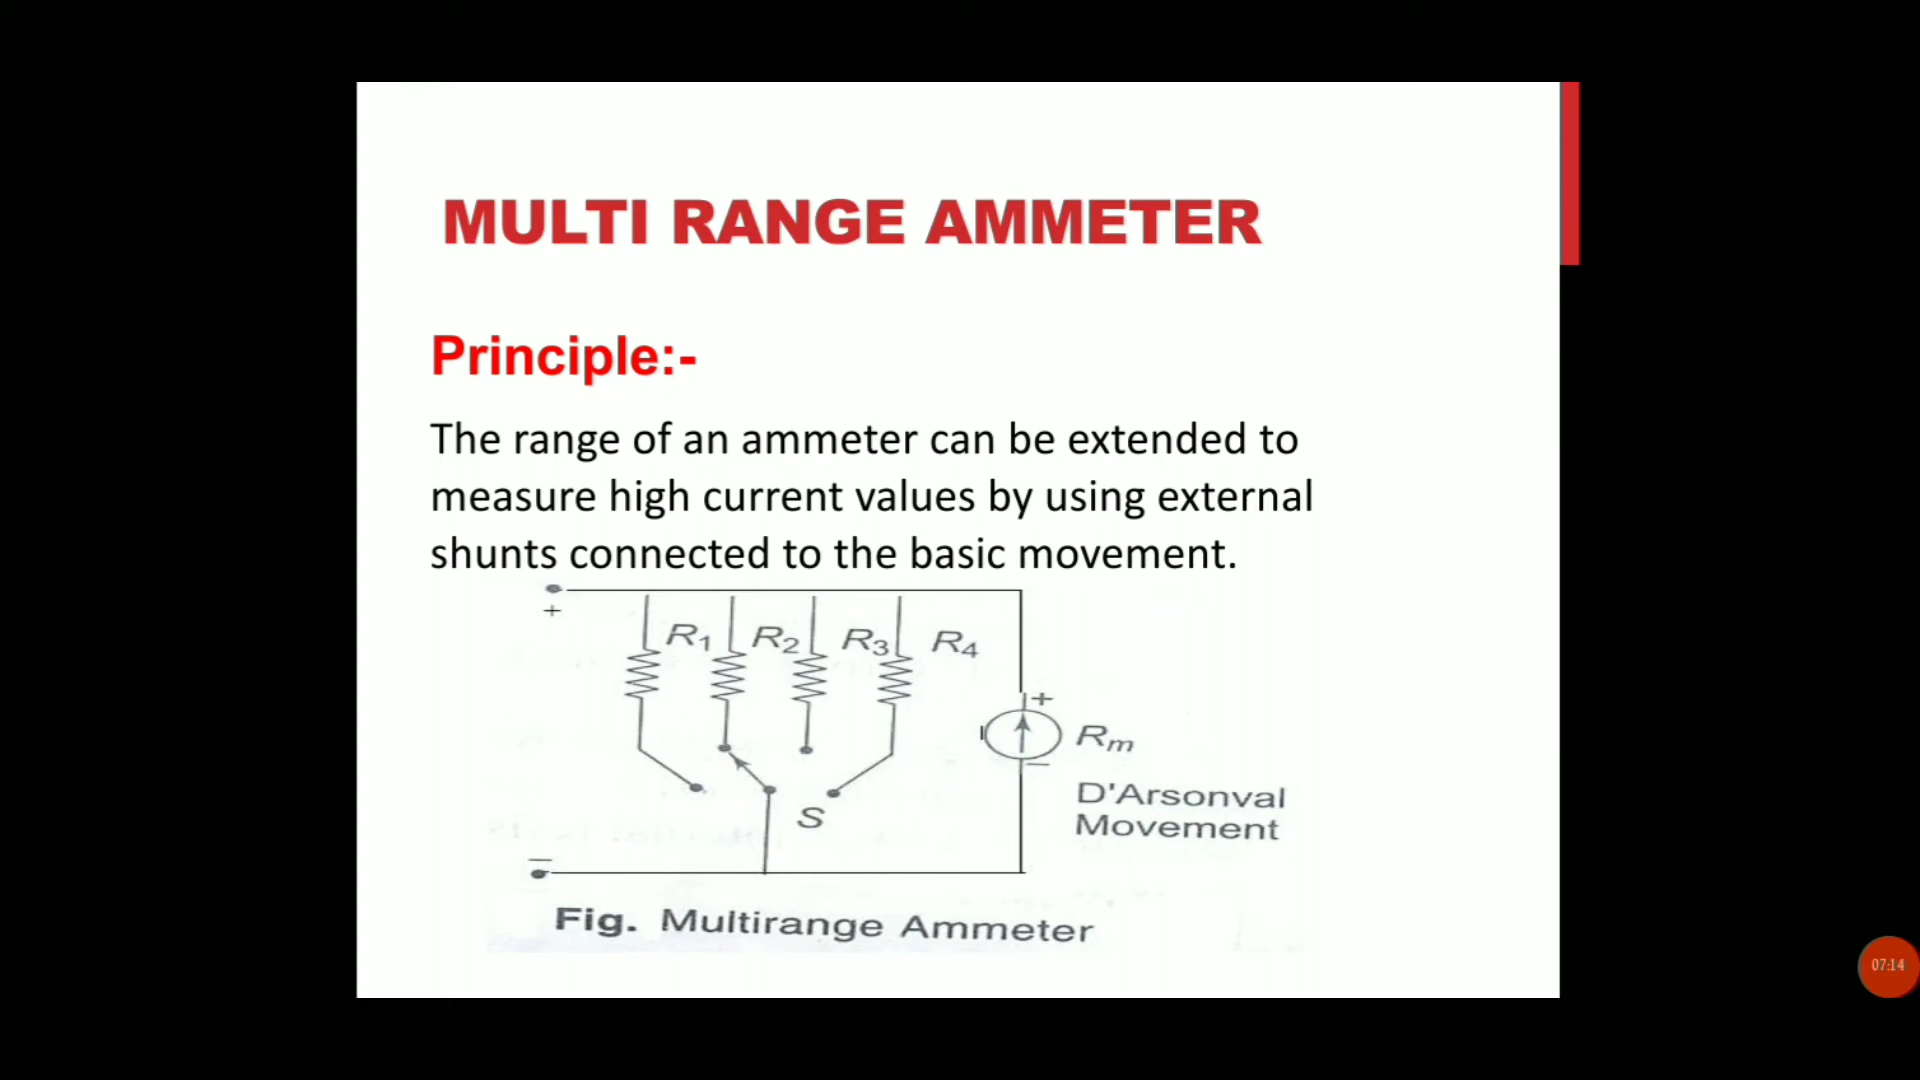 MULTI RANGE AMMETER
Principle:-
The range of an ammeter can be extended to
measure high current values by using external
shunts connected to the basic movement.
+
R1 R2 R3 R4
+
Rm
−
D'Arsonval
Movement
S
−
Fig. Multirange Ammeter
07:14